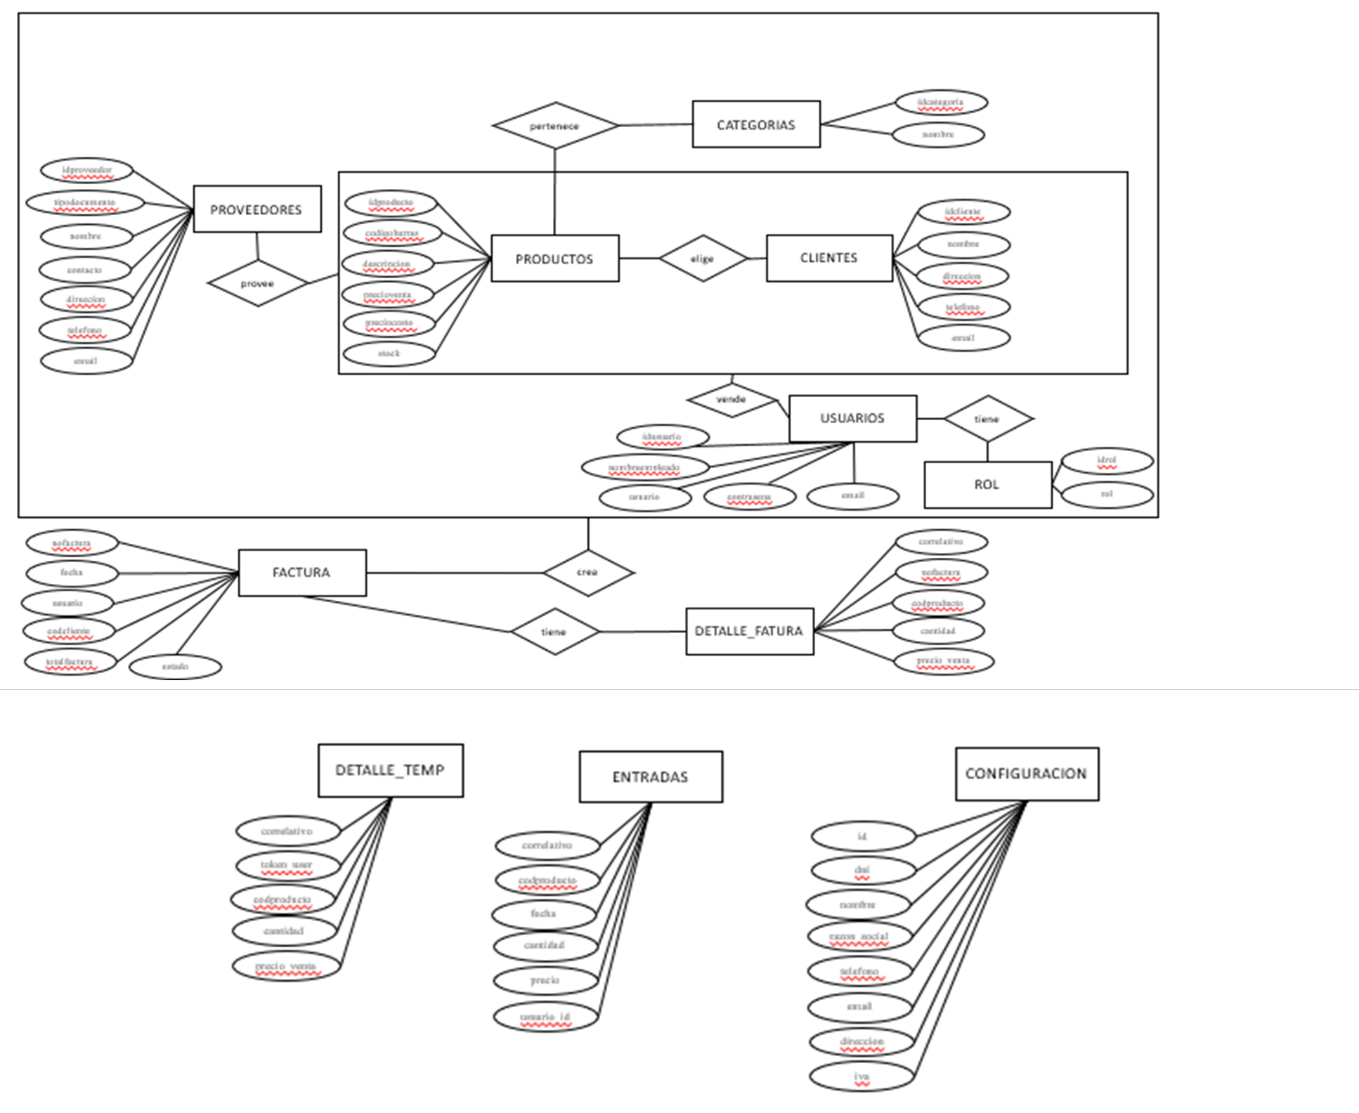 pertenece
CATEGORIAS
idcategoria
nombre
idproveedor
tipodocumento
nombre
contacto
direccion
telefono
email
PROVEEDORES
provee
idproducto
codigobarras
descripcion
precioventa
preciocosto
stock
PRODUCTOS
elige
CLIENTES
idcliente
nombre
direccion
telefono
email
vende
USUARIOS
tiene
idusuario
nombreempleado
usuario
contrasena
email
ROL
idrol
rol
nofactura
fecha
usuario
codcliente
totalfactura
estado
FACTURA
crea
tiene
DETALLE_FATURA
correlativo
nofactura
codproducto
cantidad
precio_venta
DETALLE_TEMP
correlativo
token_user
codproducto
cantidad
precio_venta
ENTRADAS
correlativo
codproducto
fecha
cantidad
precio
usuario_id
CONFIGURACION
id
dni
nombre
razon_social
telefono
email
direccion
iva